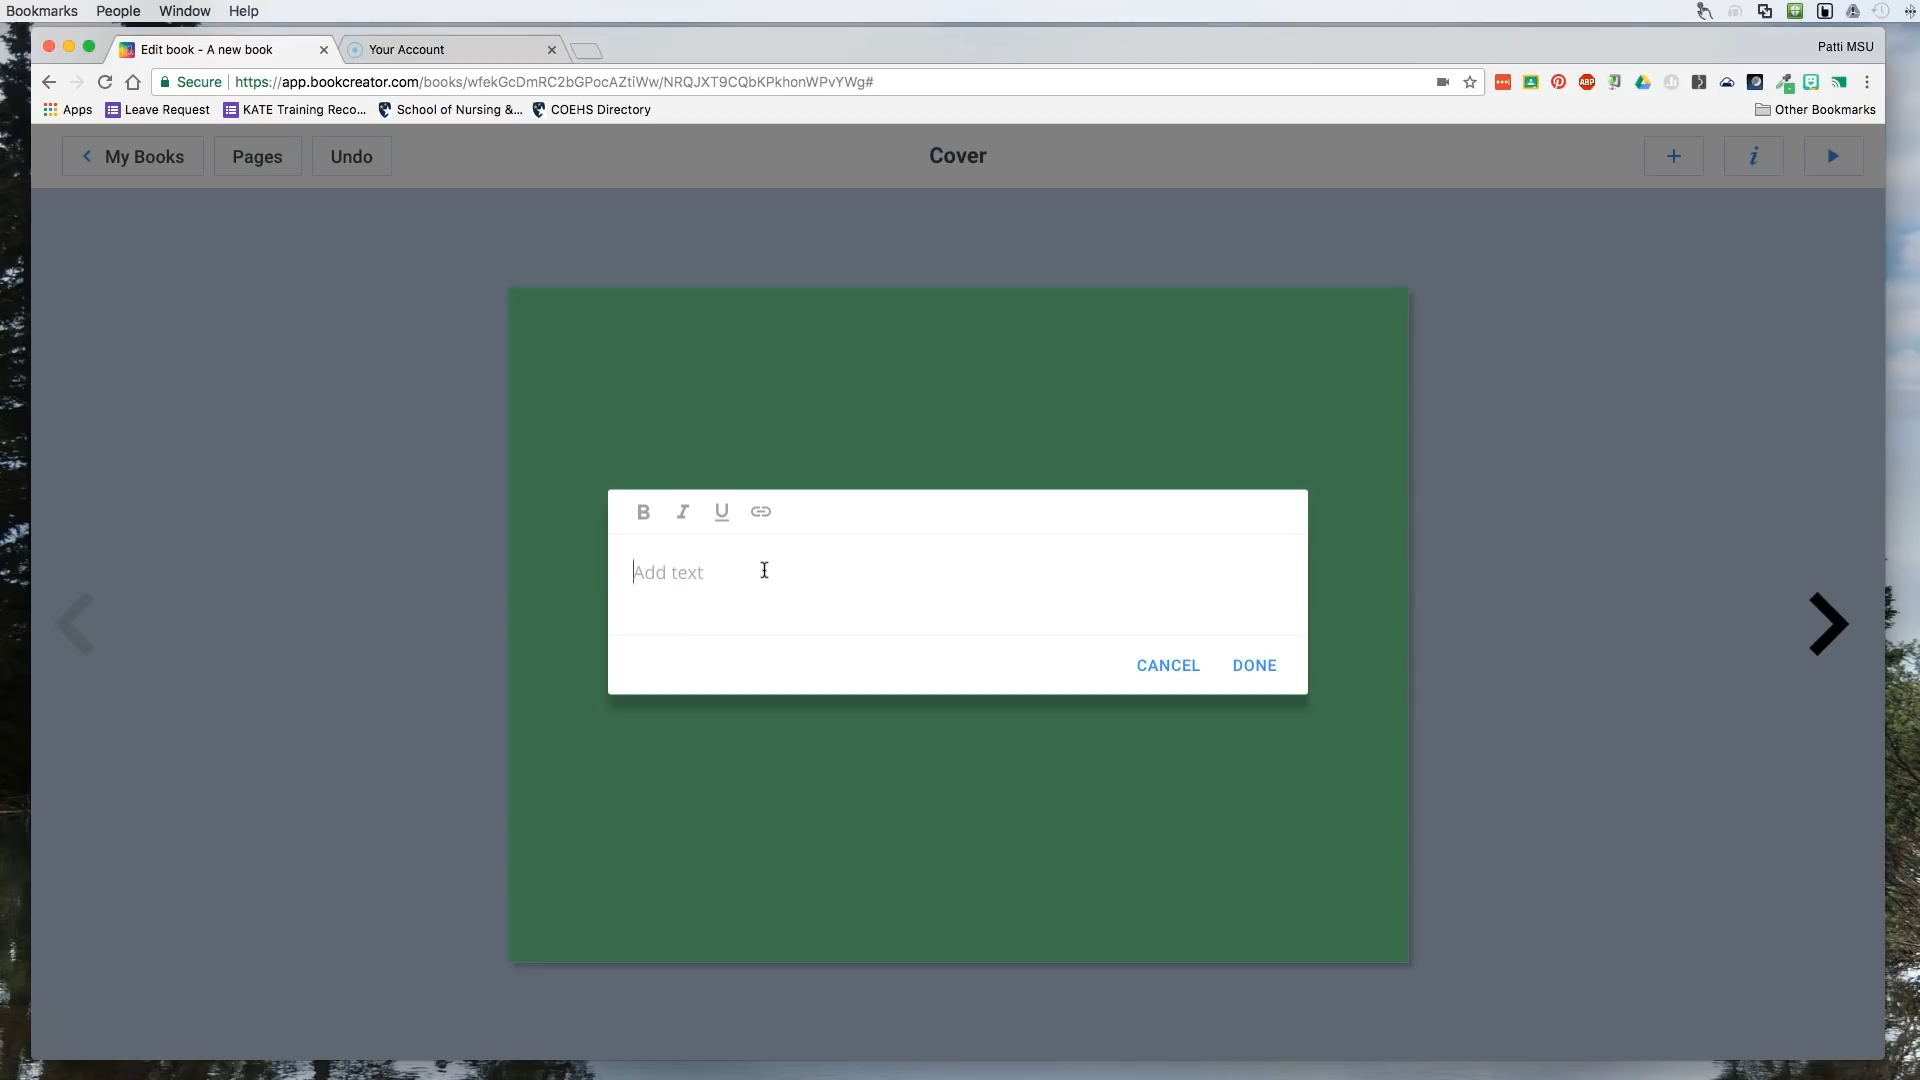 Bookmarks People Window Help
Edit book - A new book Your Account Patti MSU
Secure https://app.bookcreator.com/books/wfekGcDmRC2bGPocAZtiWw/NRQJXT9CQbKPkhonWPvYWg#
Apps Leave Request KATE Training Reco... School of Nursing &... COEHS Directory Other Bookmarks
My Books Pages Undo Cover + i
B I U
Add text
CANCEL DONE